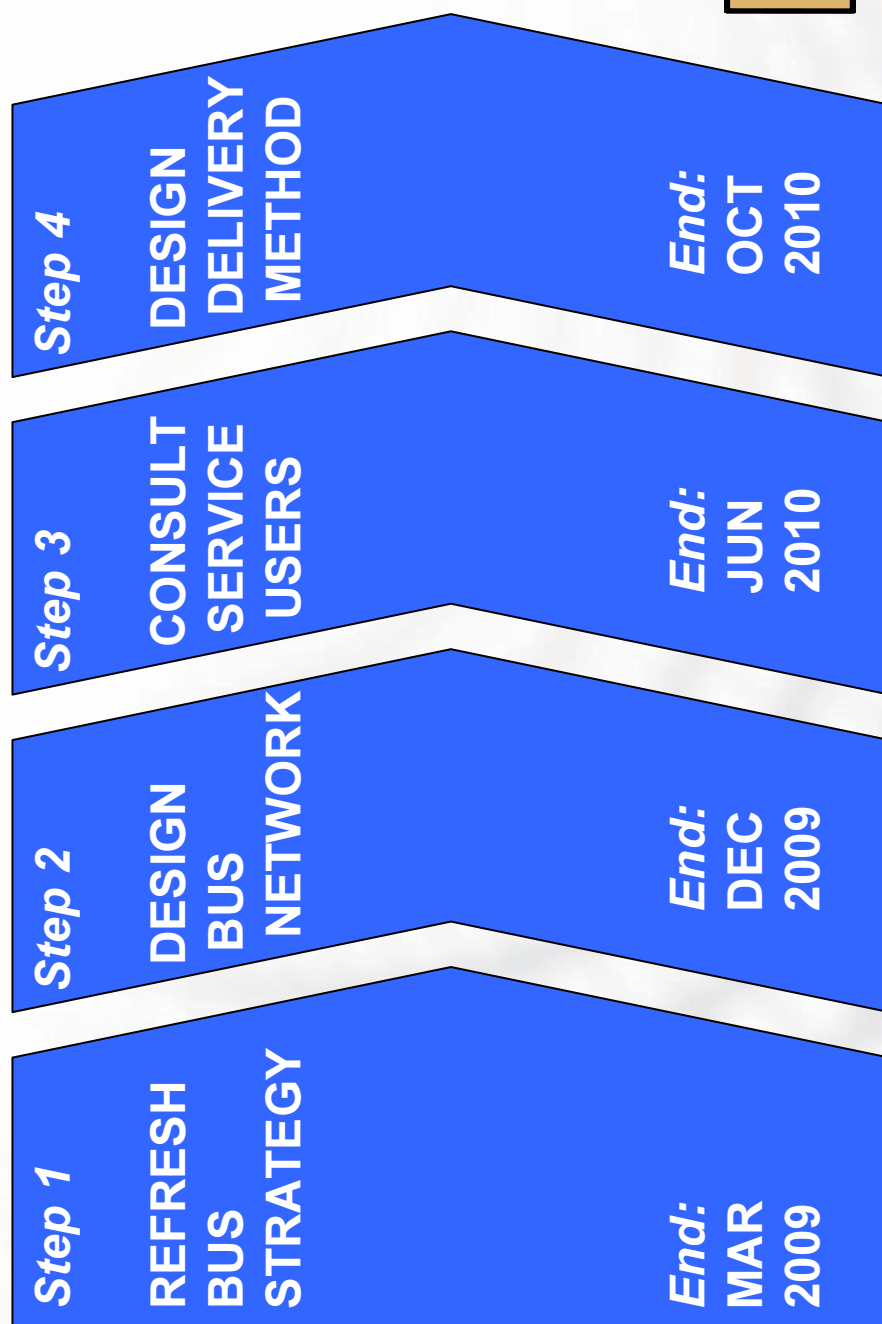 Step 1
REFRESH
BUS
STRATEGY
End:
MAR
2009
Step 2
DESIGN
BUS
NETWORK
End:
DEC
2009
Step 3
CONSULT
SERVICE
USERS
End:
JUN
2010
Step 4
DESIGN
DELIVERY
METHOD
End:
OCT
2010